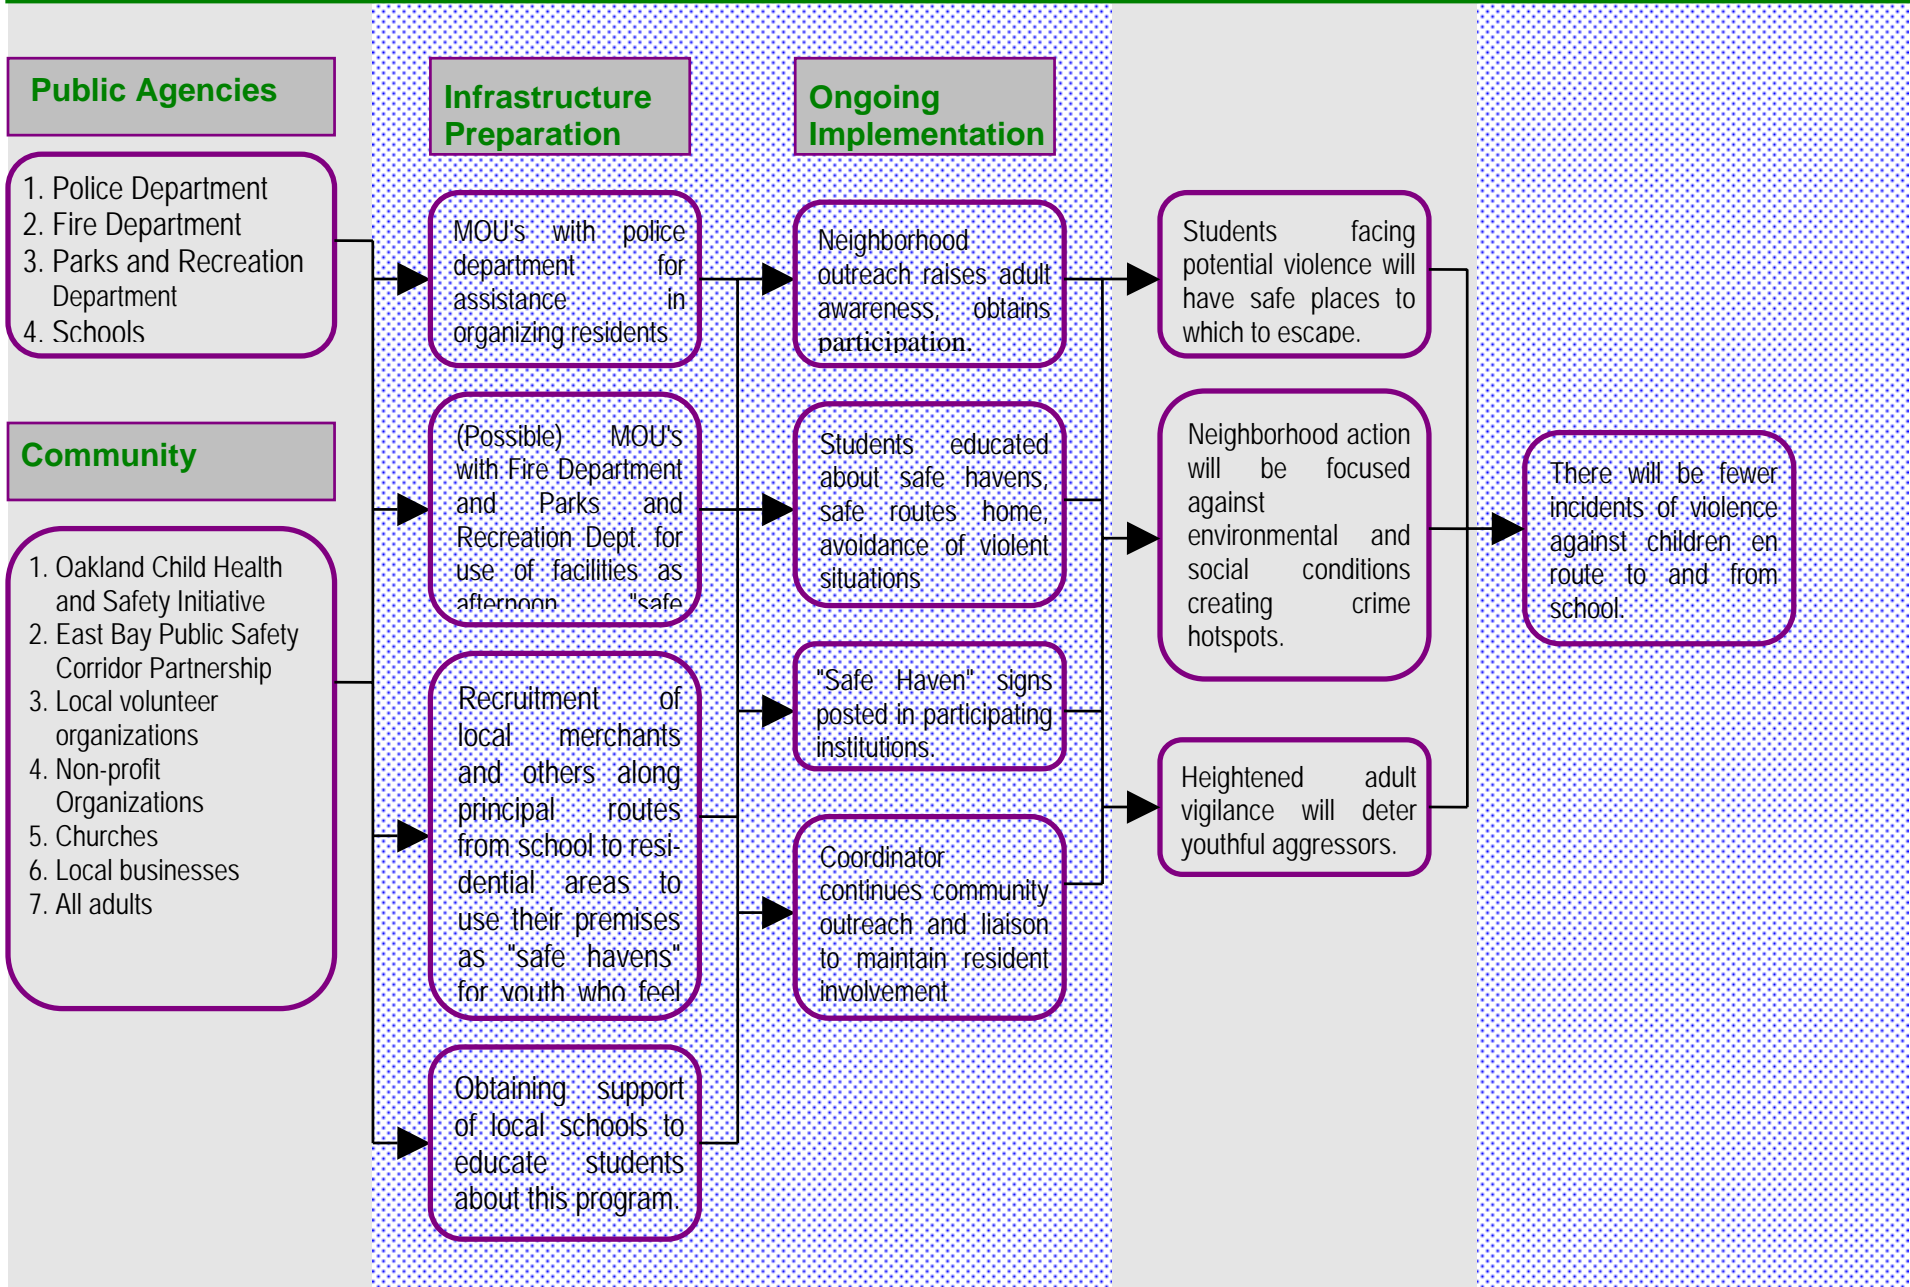 Public Agencies
1. Police Department
2. Fire Department
3. Parks and Recreation
Department
4. Schools
Community
1. Oakland Child Health
and Safety Initiative
2. East Bay Public Safety
Corridor Partnership
3. Local volunteer
organizations
4. Non-profit
Organizations
5. Churches
6. Local businesses
7. All adults
Infrastructure
Preparation
MOU's with police
department for
assistance in
organizing residents
(Possible) MOU's
with Fire Department
and Parks and
Recreation Dept. for
use of facilities as
afternoon "safe
Recruitment of
local merchants
and others along
principal routes
from school to resi-
dential areas to
use their premises
as "safe havens"
for youth who feel
Obtaining support
of local schools to
educate students
about this program.
Ongoing
Implementation
Neighborhood
outreach raises adult
awareness, obtains
participation.
Students educated
about safe havens,
safe routes home,
avoidance of violent
situations
"Safe Haven" signs
posted in participating
institutions.
Coordinator
continues community
outreach and liaison
to maintain resident
involvement
Students facing
potential violence will
have safe places to
which to escape.
Neighborhood action
will be focused
against
environmental and
social conditions
creating crime
hotspots.
Heightened adult
vigilance will deter
youthful aggressors.
There will be fewer
incidents of violence
against children en
route to and from
school.